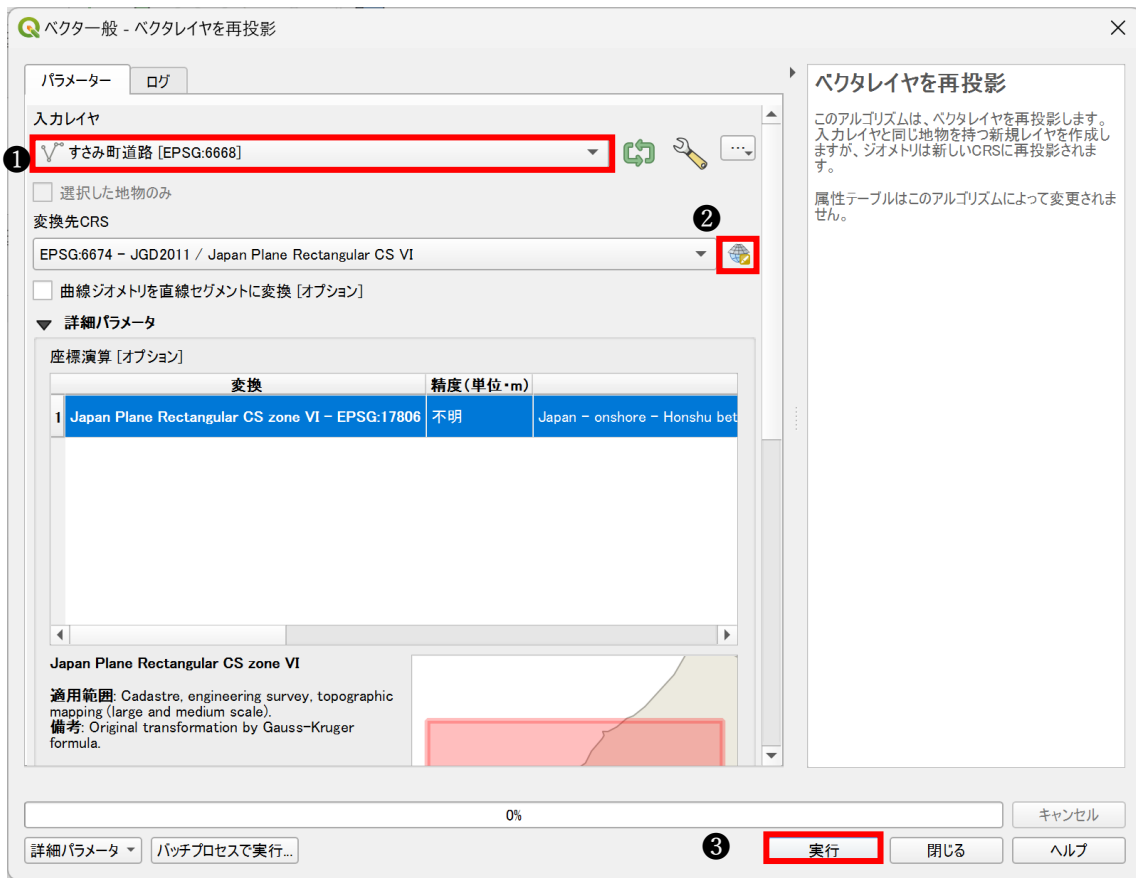 ベクター般 - ベクタレイヤを再投影
パラメーター
ログ
入力レイヤ
❶
すさみ町道路 [EPSG:6668]
…
選択した地物のみ
変換先CRS
❷
EPSG:6674 - JGD2011 / Japan Plane Rectangular CS VI
曲線ジオメトリを直線セグメントに変換 [オプション]
詳細パラメータ
座標演算 [オプション]
変換
精度(単位・m)
1
Japan Plane Rectangular CS zone VI - EPSG:17806
不明
Japan - onshore - Honshu bet
Japan Plane Rectangular CS zone VI
適用範囲: Cadastre, engineering survey, topographic
mapping (large and medium scale).
備考: Original transformation by Gauss-Kruger
formula.
ベクタレイヤを再投影
このアルゴリズムは、ベクタレイヤを再投影します。
入力レイヤと同じ地物を持つ新規レイヤを作成し
ますが、ジオメトリは新しいCRSに再投影されま
す。
属性テーブルはこのアルゴリズムによって変更されま
せん。
0%
キャンセル
詳細パラメータ
バッチプロセスで実行...
❸
実行
閉じる
ヘルプ